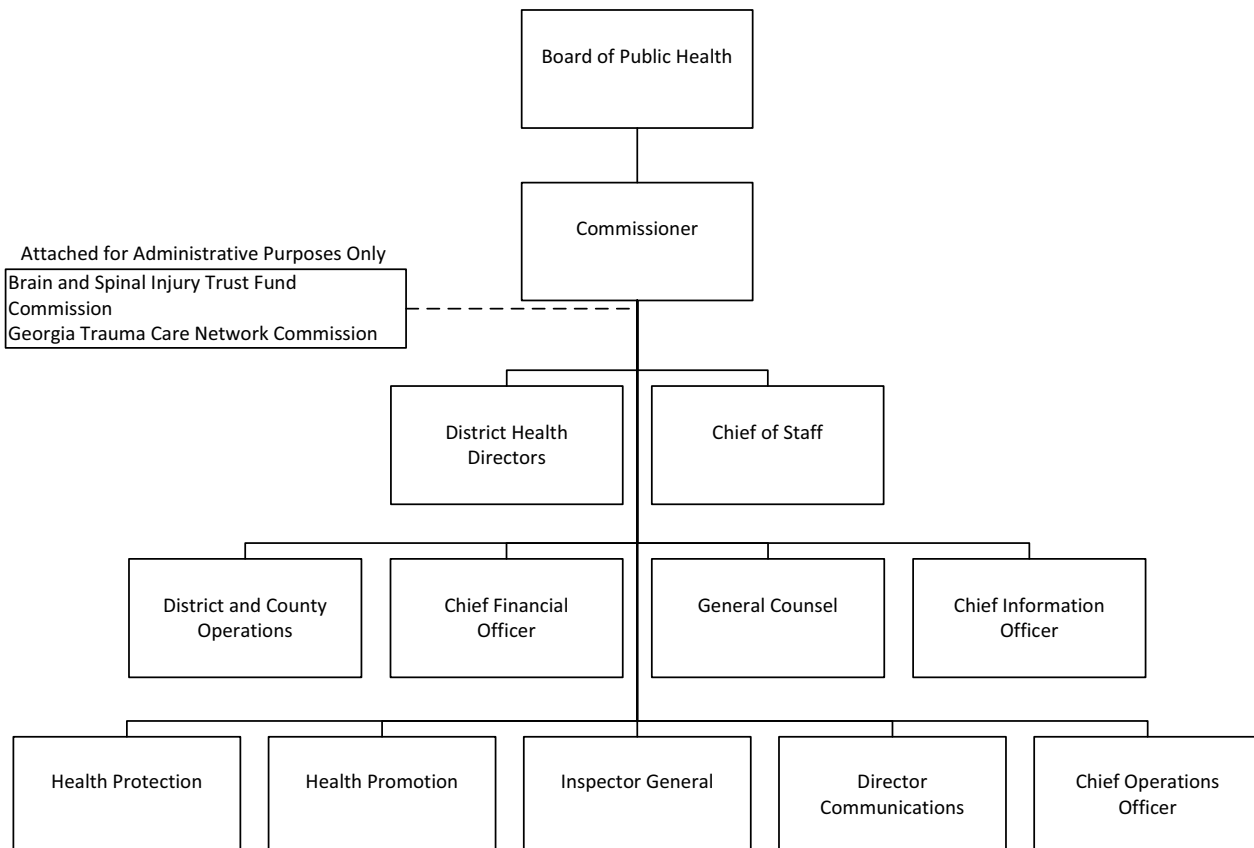 Board of Public Health
Commissioner
Attached for Administrative Purposes Only
Brain and Spinal Injury Trust Fund
Commission
Georgia Trauma Care Network Commission
District Health
Directors
Chief of Staff
District and County
Operations
Chief Financial
Officer
General Counsel
Chief Information
Officer
Health Protection
Health Promotion
Inspector General
Director
Communications
Chief Operations
Officer